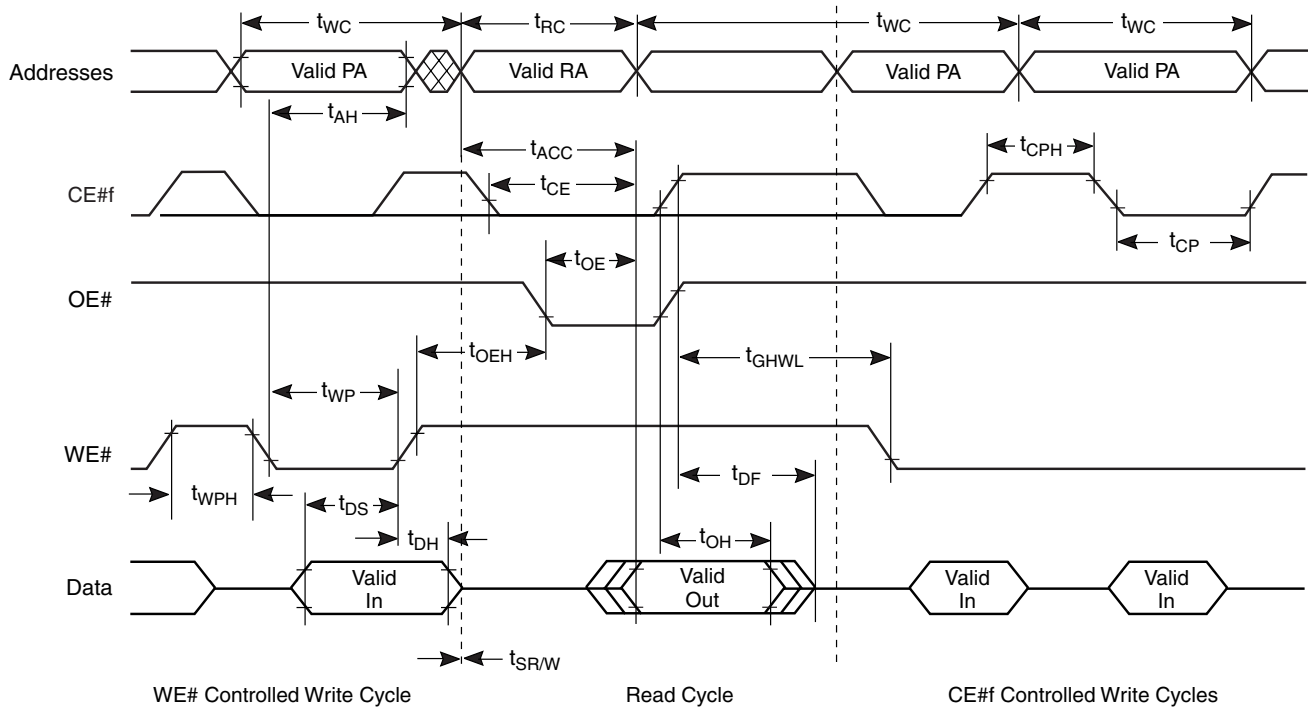 tWC tRC tWC tWC
Addresses Valid PA Valid RA Valid PA Valid PA
tAH
tACC tCPH
CE#f tCE
tOE tCP
OE#
tOEH tGHWL
tWP
WE#
tWPH tDS tDF
tDH tOH
Data Valid In Valid Out Valid In Valid In
tSR/W
WE# Controlled Write Cycle Read Cycle CE#f Controlled Write Cycles